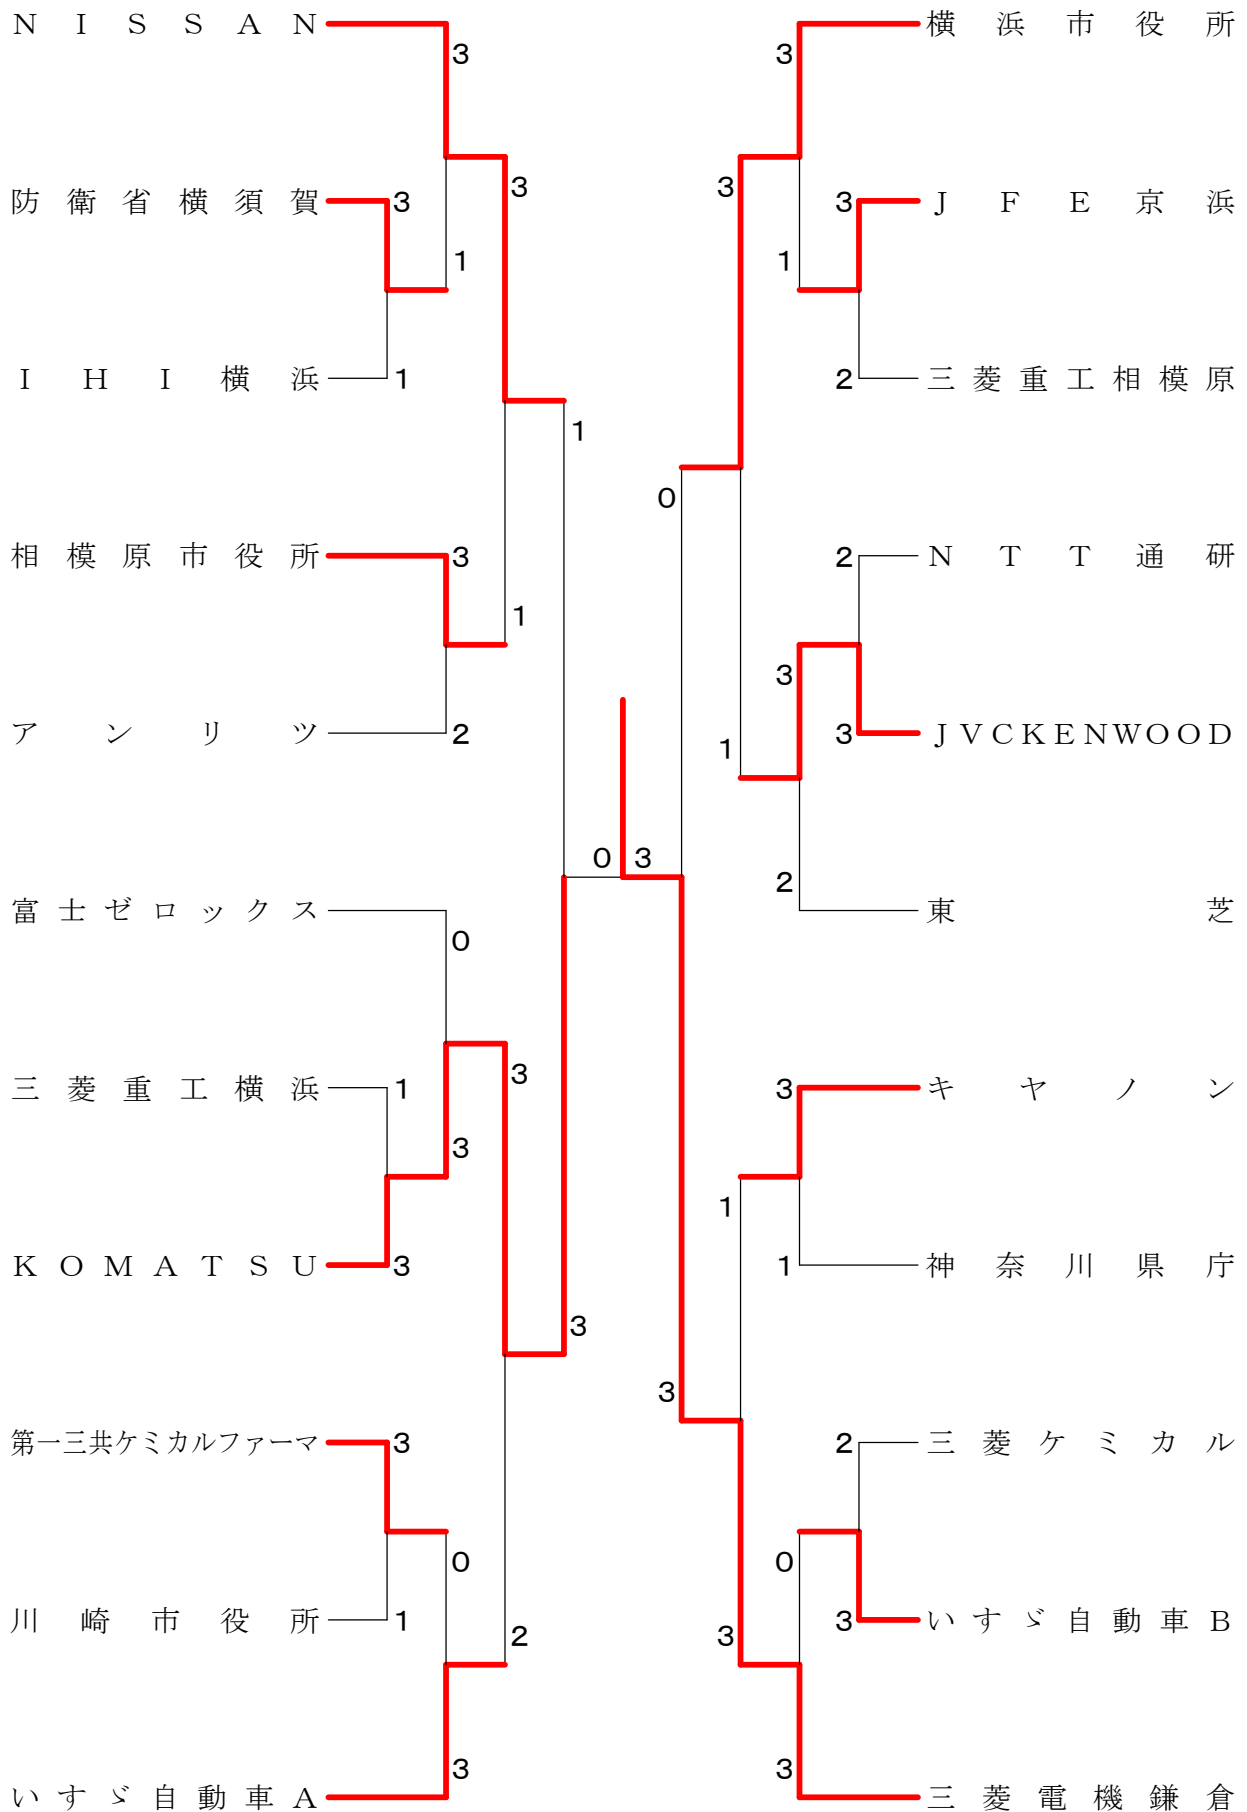 NISSAN
3
防衛省横須賀
3
1
IHI横浜
1
3
1
相模原市役所
3
1
アンリツ
2
富士ゼロックス
0
三菱重工横浜
1
3
3
KOMATSU
3
3
第一三共ケミカルファーマ
3
0
川崎市役所
1
2
いすゞ自動車A
3
0 3
横浜市役所
3
3
JFE京浜
3
1
三菱重工相模原
2
0
NTT通研
2
3
JVCKENWOOD
3
1
東芝
2
キヤノン
3
1
神奈川県庁
1
3
三菱ケミカル
2
0
いすゞ自動車B
3
3
三菱電機鎌倉
3